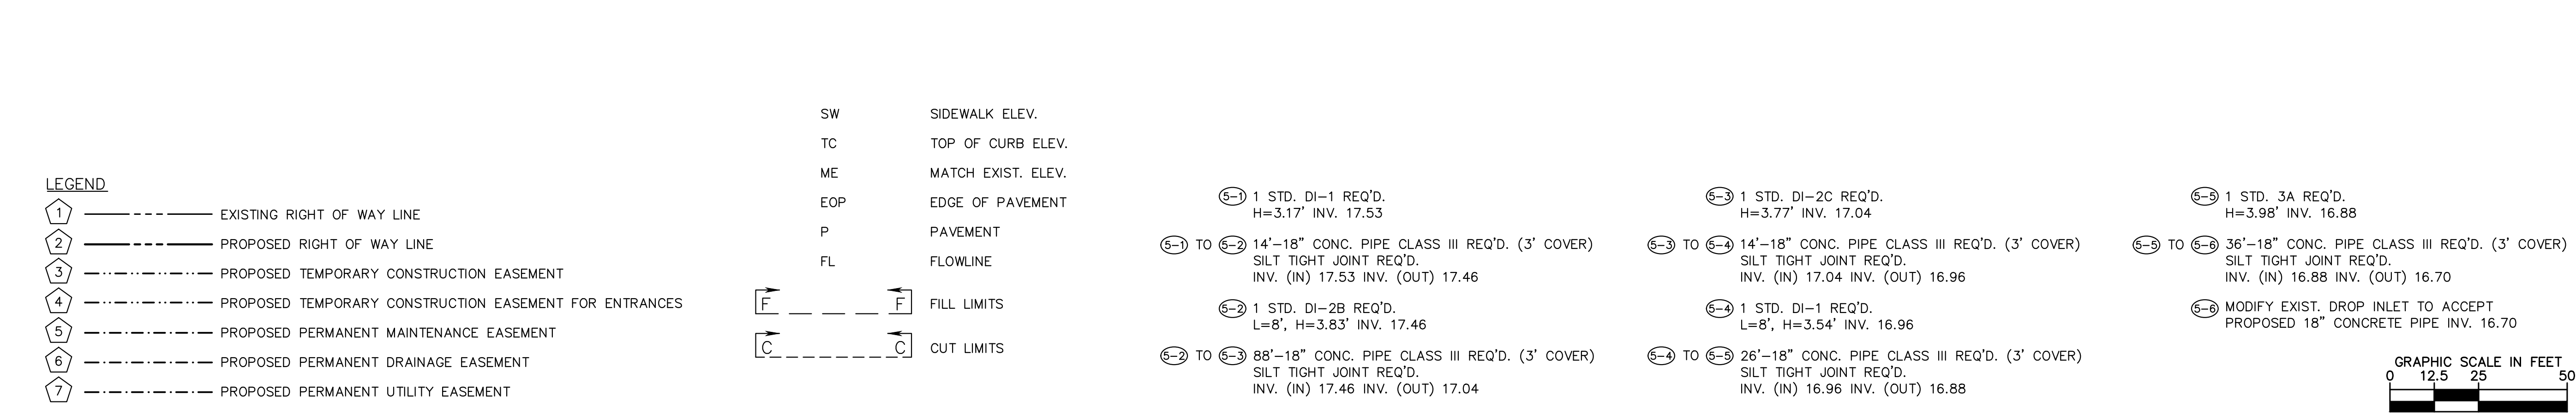 LEGEND
1 EXISTING RIGHT OF WAY LINE
2 PROPOSED RIGHT OF WAY LINE
3 PROPOSED TEMPORARY CONSTRUCTION EASEMENT
4 PROPOSED TEMPORARY CONSTRUCTION EASEMENT FOR ENTRANCES
5 PROPOSED PERMANENT MAINTENANCE EASEMENT
6 PROPOSED PERMANENT DRAINAGE EASEMENT
7 PROPOSED PERMANENT UTILITY EASEMENT
SW SIDEWALK ELEV.
TC TOP OF CURB ELEV.
ME MATCH EXIST. ELEV.
EOP EDGE OF PAVEMENT
P PAVEMENT
FL FLOWLINE
F F FILL LIMITS
C C CUT LIMITS
5-1 1 STD. DI-1 REQ'D.
H=3.17' INV. 17.53
5-1 TO 5-2 14'-18" CONC. PIPE CLASS III REQ'D. (3' COVER)
SILT TIGHT JOINT REQ'D.
INV. (IN) 17.53 INV. (OUT) 17.46
5-2 1 STD. DI-2B REQ'D.
L=8', H=3.83' INV. 17.46
5-2 TO 5-3 88'-18" CONC. PIPE CLASS III REQ'D. (3' COVER)
SILT TIGHT JOINT REQ'D.
INV. (IN) 17.46 INV. (OUT) 17.04
5-3 1 STD. DI-2C REQ'D.
H=3.77' INV. 17.04
5-3 TO 5-4 14'-18" CONC. PIPE CLASS III REQ'D. (3' COVER)
SILT TIGHT JOINT REQ'D.
INV. (IN) 17.04 INV. (OUT) 16.96
5-4 1 STD. DI-1 REQ'D.
L=8', H=3.54' INV. 16.96
5-4 TO 5-5 26'-18" CONC. PIPE CLASS III REQ'D. (3' COVER)
SILT TIGHT JOINT REQ'D.
INV. (IN) 16.96 INV. (OUT) 16.88
5-5 1 STD. 3A REQ'D.
H=3.98' INV. 16.88
5-5 TO 5-6 36'-18" CONC. PIPE CLASS III REQ'D. (3' COVER)
SILT TIGHT JOINT REQ'D.
INV. (IN) 16.88 INV. (OUT) 16.70
5-6 MODIFY EXIST. DROP INLET TO ACCEPT
PROPOSED 18" CONCRETE PIPE INV. 16.70
GRAPHIC SCALE IN FEET
0 12.5 25 50